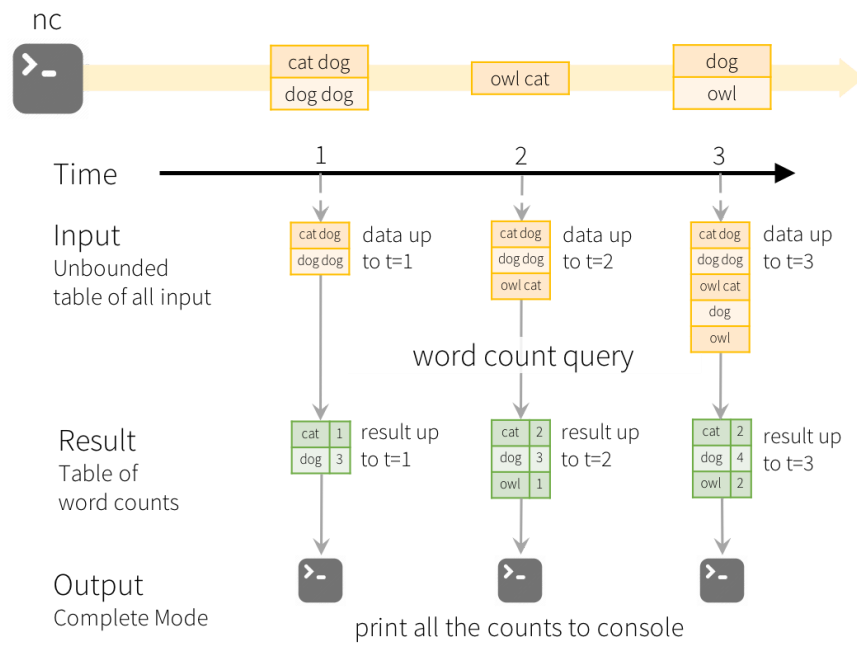 nc
>_
cat dog
dog dog
owl cat
dog
owl
Time
1
2
3
Input
Unbounded
table of all input
cat dog
dog dog
data up
to t=1
cat dog
dog dog
owl cat
data up
to t=2
cat dog
dog dog
owl cat
dog
owl
data up
to t=3
word count query
Result
Table of
word counts
cat 1
dog 3
result up
to t=1
cat 2
dog 3
owl 1
result up
to t=2
cat 2
dog 4
owl 2
result up
to t=3
Output
Complete Mode
>_
>_
>_
print all the counts to console